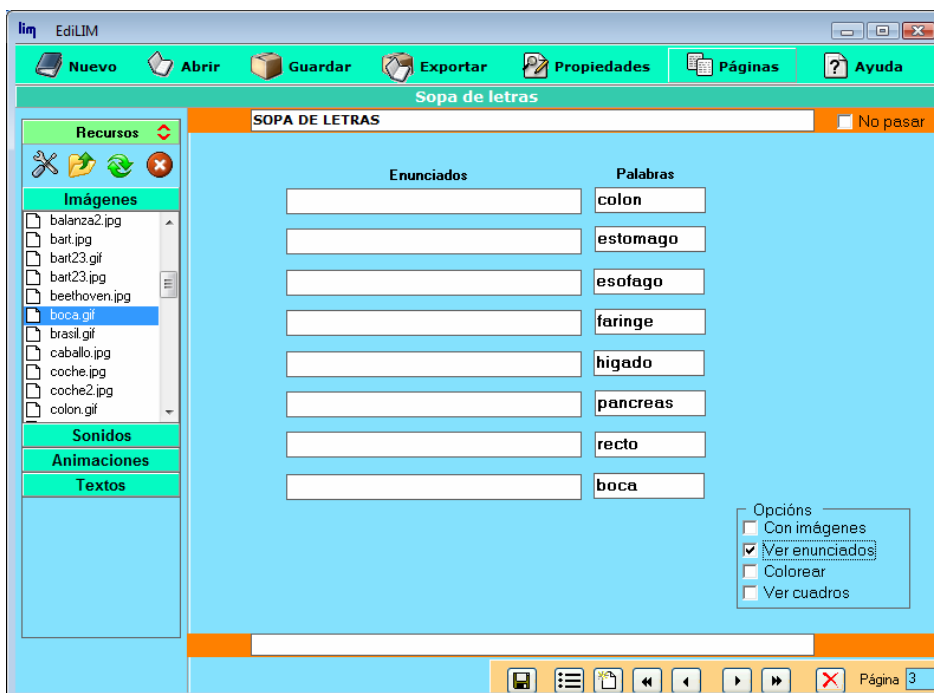 lim EdiLIM
Nuevo Abrir Guardar Exportar Propiedades Páginas Ayuda
Sopa de letras
SOPA DE LETRAS No pasar
Recursos
Imágenes
balanza2.jpg
bart.jpg
bart23.gif
bart23.jpg
beethoven.jpg
boca.gif
brasil.gif
caballo.jpg
coche.jpg
coche2.jpg
colon.gif
Sonidos
Animaciones
Textos
Enunciados Palabras
colon
estomago
esofago
faringe
higado
pancreas
recto
boca
Opcións
Con imágenes
Ver enunciados
Colorear
Ver cuadros
Página 3